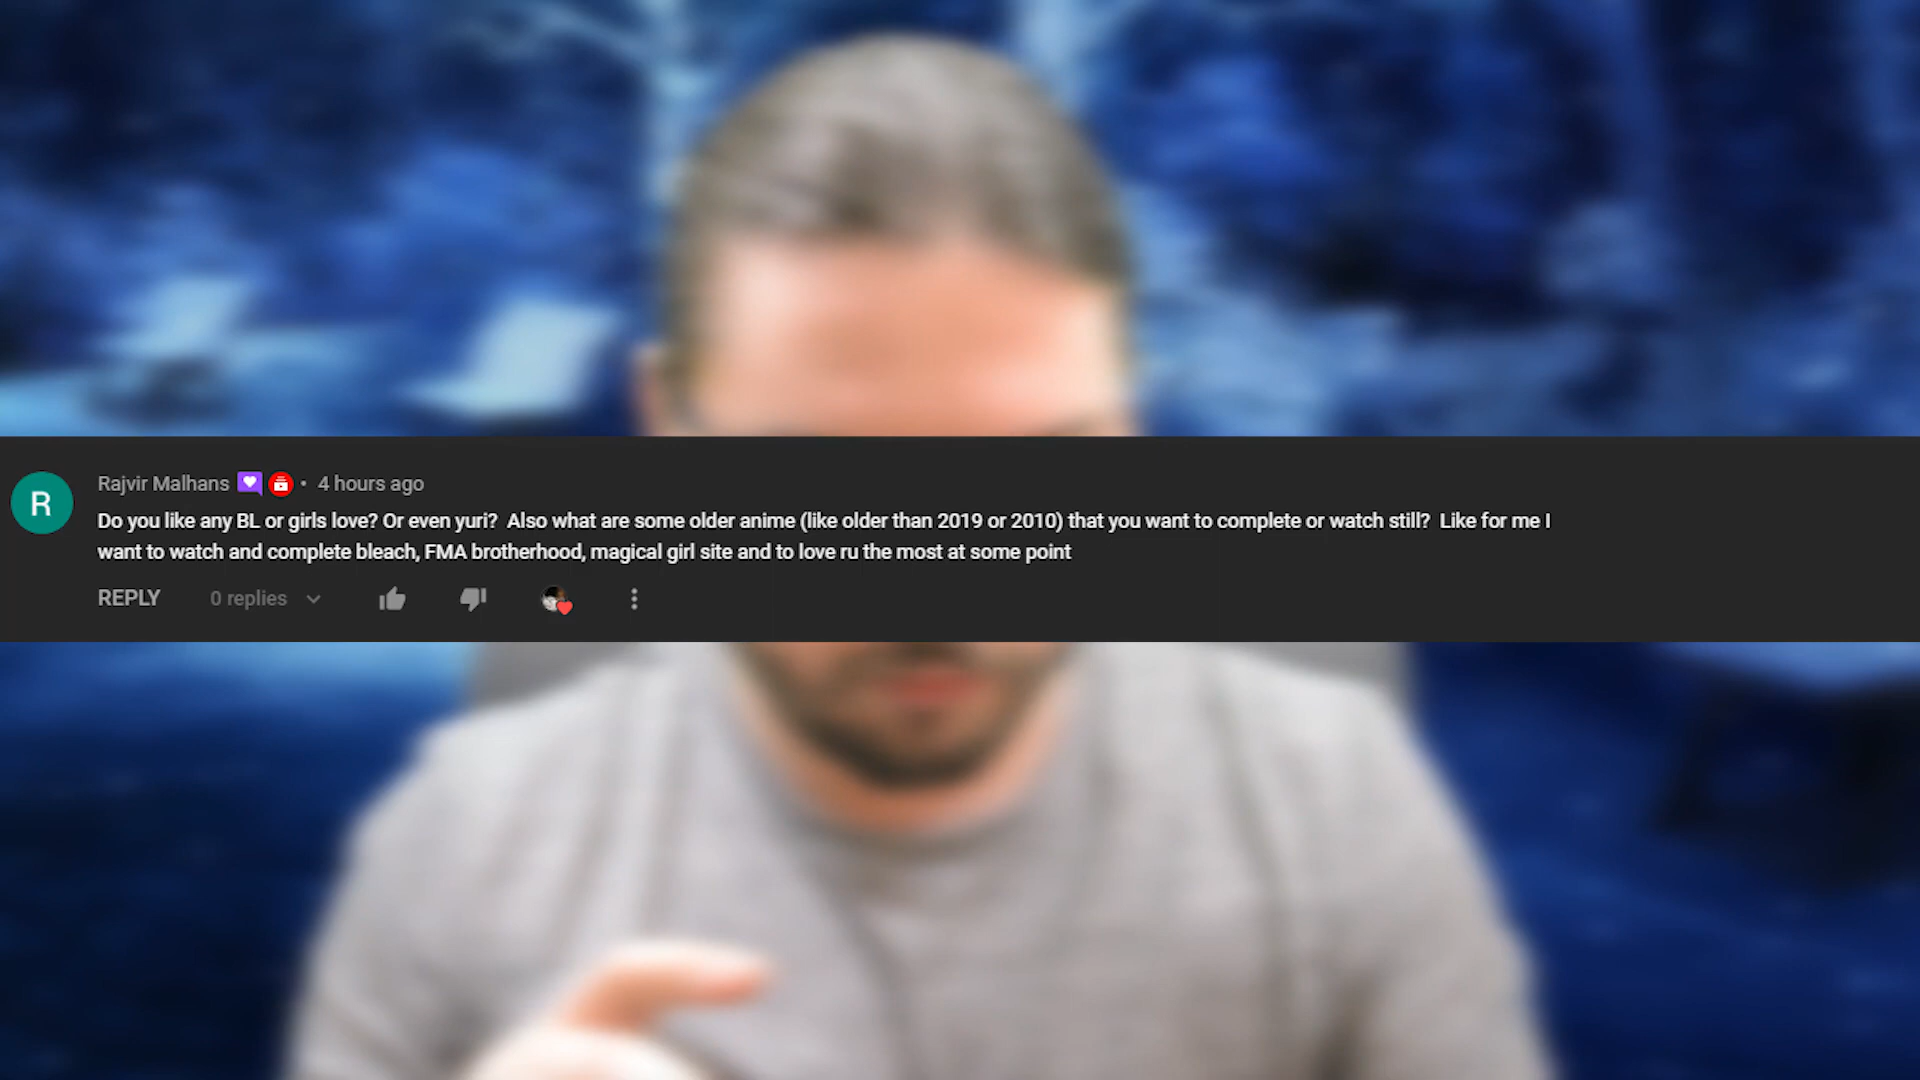 R
Rajvir Malhans • 4 hours ago
Do you like any BL or girls love? Or even yuri?  Also what are some older anime (like older than 2019 or 2010) that you want to complete or watch still?  Like for me I
want to watch and complete bleach, FMA brotherhood, magical girl site and to love ru the most at some point
REPLY 0 replies